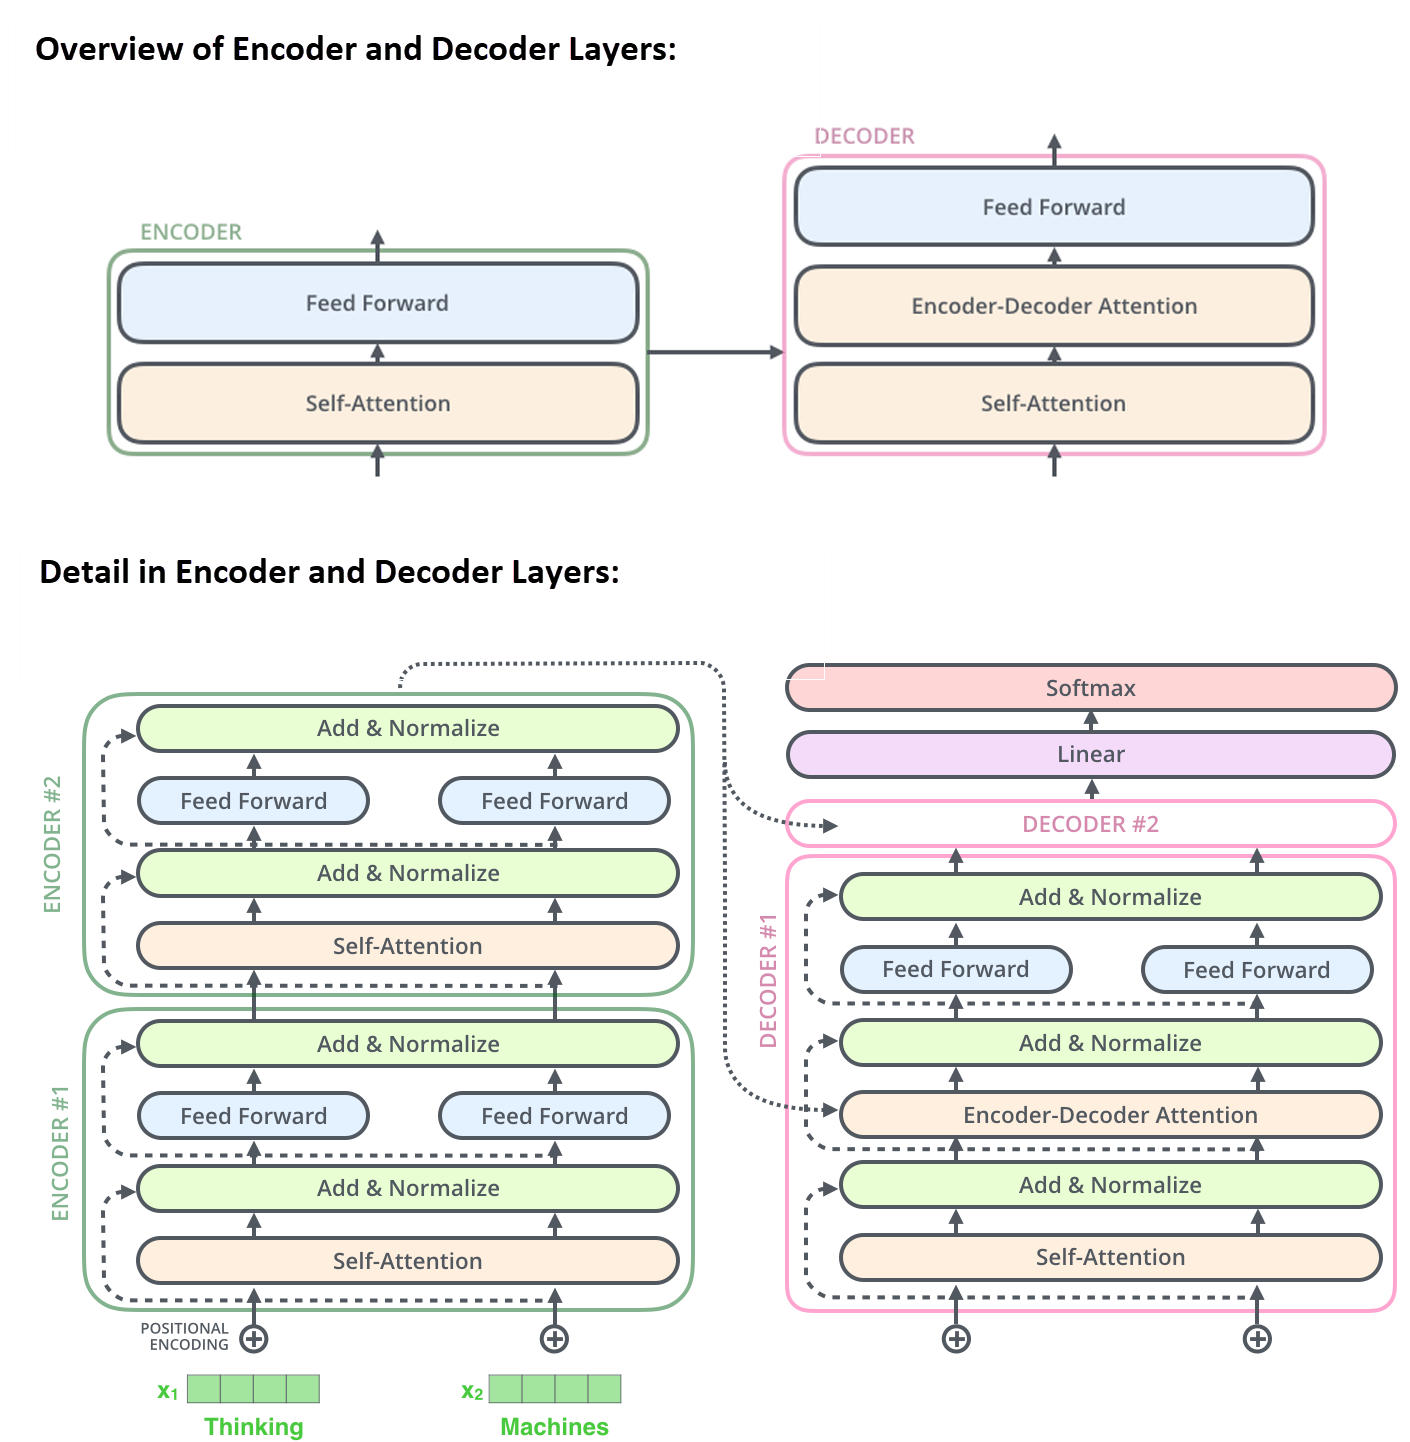 Overview of Encoder and Decoder Layers:
DECODER
Feed Forward
ENCODER
Encoder-Decoder Attention
Feed Forward
Self-Attention
Self-Attention
Detail in Encoder and Decoder Layers:
ENCODER #2
Add & Normalize
Feed Forward
Feed Forward
Add & Normalize
Self-Attention
ENCODER #1
Add & Normalize
Feed Forward
Feed Forward
Add & Normalize
Self-Attention
POSITIONAL
ENCODING
x₁
x₂
Thinking
Machines
Softmax
Linear
DECODER #2
DECODER #1
Add & Normalize
Feed Forward
Feed Forward
Add & Normalize
Encoder-Decoder Attention
Add & Normalize
Self-Attention